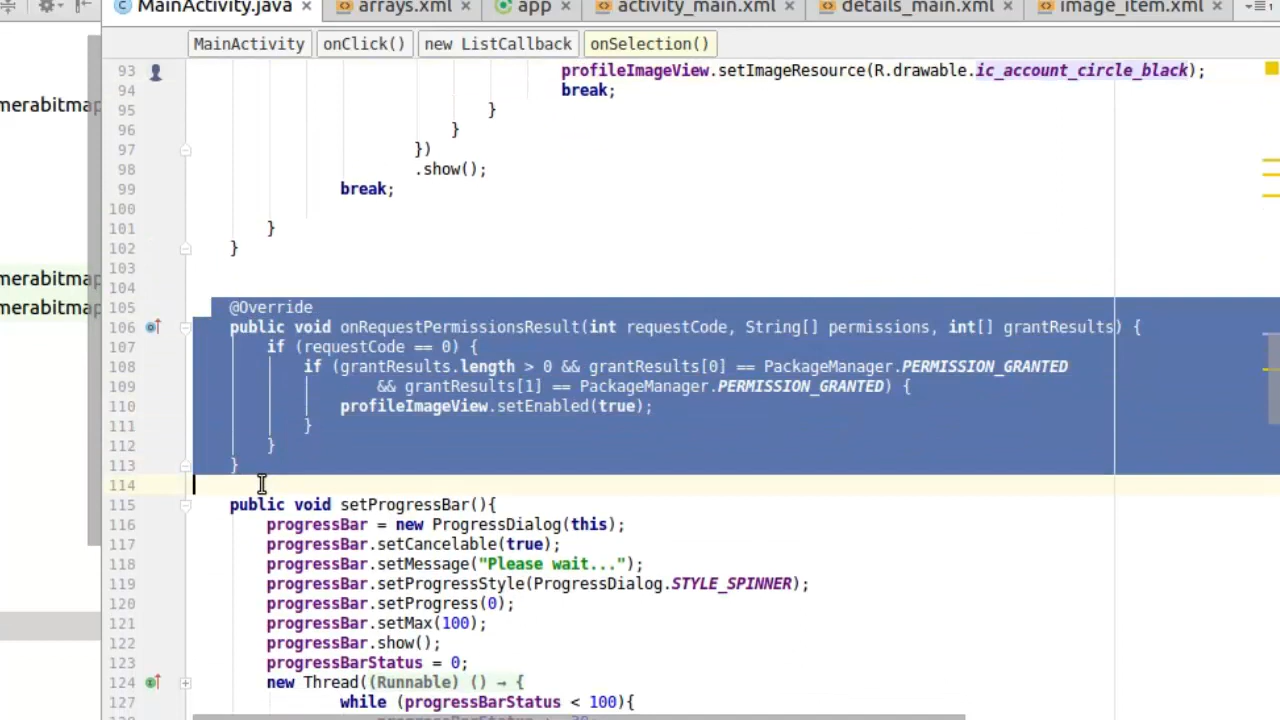 MainActivity.java × arrays.xml × app × activity_main.xml × details_main.xml × image_item.xml ×
MainActivity onClick() new ListCallback onSelection()
93 profileImageView.setImageResource(R.drawable.ic_account_circle_black);
94 break;
95 }
96 }
97 })
98 .show();
99 break;
100
101 }
102 }
103
104
105 @Override
106 public void onRequestPermissionsResult(int requestCode, String[] permissions, int[] grantResults) {
107 if (requestCode == 0) {
108 if (grantResults.length > 0 && grantResults[0] == PackageManager.PERMISSION_GRANTED
109 && grantResults[1] == PackageManager.PERMISSION_GRANTED) {
110 profileImageView.setEnabled(true);
111 }
112 }
113 }
114
115 public void setProgressBar(){
116 progressBar = new ProgressDialog(this);
117 progressBar.setCancelable(true);
118 progressBar.setMessage("Please wait...");
119 progressBar.setProgressStyle(ProgressDialog.STYLE_SPINNER);
120 progressBar.setProgress(0);
121 progressBar.setMax(100);
122 progressBar.show();
123 progressBarStatus = 0;
124 new Thread((Runnable) () → {
127 while (progressBarStatus < 100){
merabitmap
merabitmap
merabitmap